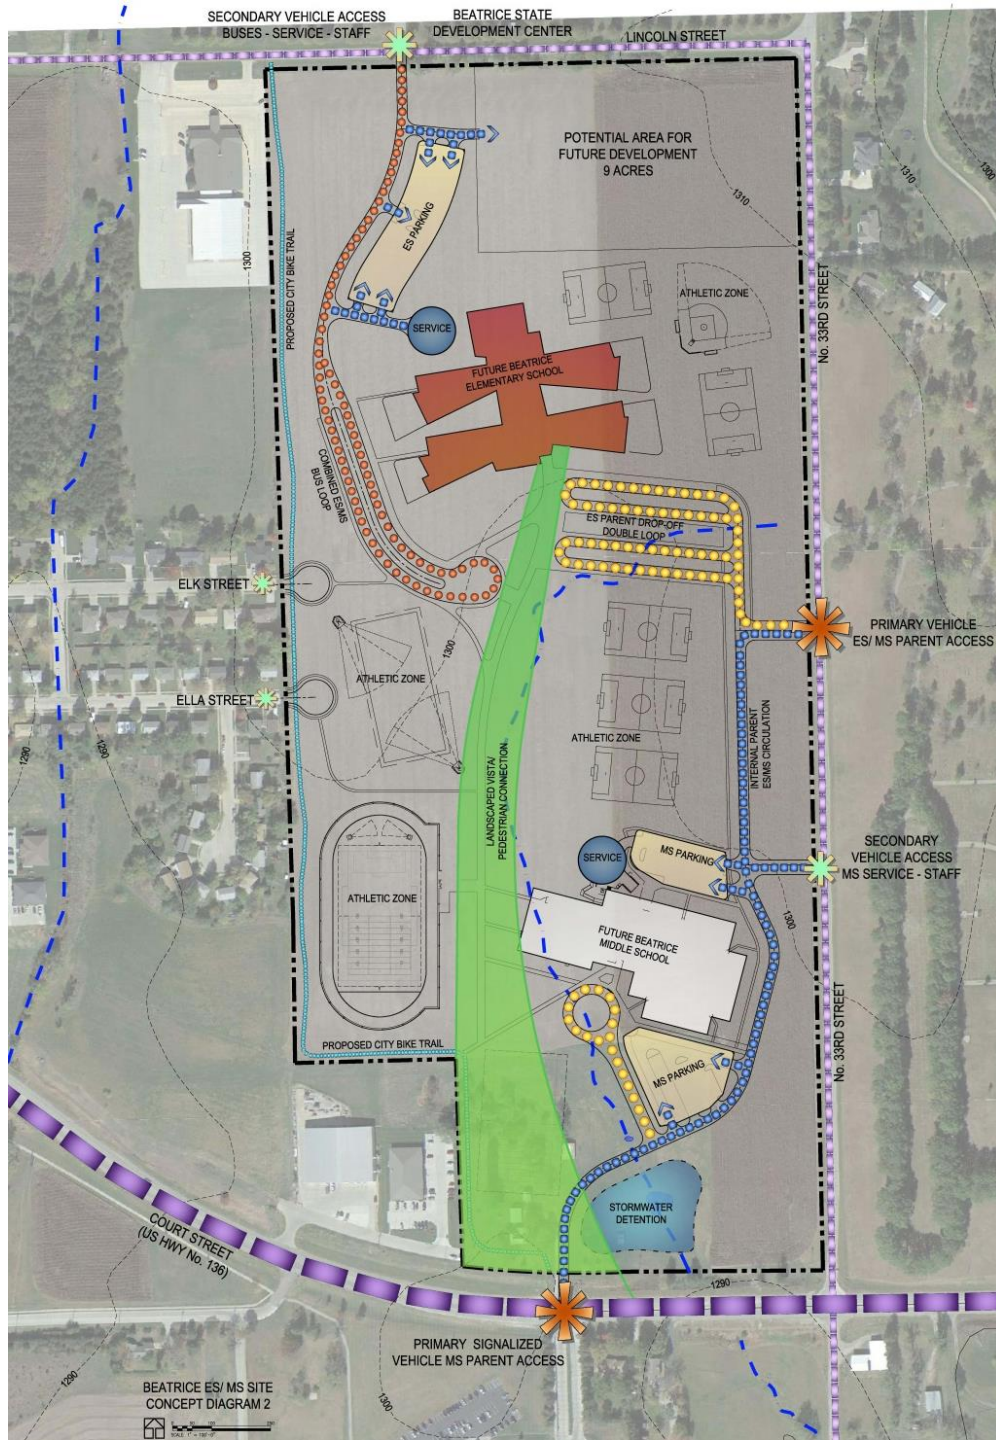 SECONDARY VEHICLE ACCESS
BUSES - SERVICE - STAFF
BEATRICE STATE
DEVELOPMENT CENTER
LINCOLN STREET
POTENTIAL AREA FOR
FUTURE DEVELOPMENT
9 ACRES
1310
1310
1300
1300
PROPOSED CITY BIKE TRAIL
ES PARKING
SERVICE
ATHLETIC ZONE
No. 33RD STREET
FUTURE BEATRICE
ELEMENTARY SCHOOL
COMBINED ES/MS
BUS LOOP
ES PARENT DROP-OFF
DOUBLE LOOP
ELK STREET
PRIMARY VEHICLE
ES/ MS PARENT ACCESS
1300
ATHLETIC ZONE
ELLA STREET
1290
1290
ATHLETIC ZONE
INTERNAL PARENT
ES/MS CIRCULATION
LANDSCAPED VISTA/
PEDESTRIAN CONNECTION
SERVICE
MS PARKING
SECONDARY
VEHICLE ACCESS
MS SERVICE - STAFF
ATHLETIC ZONE
1300
FUTURE BEATRICE
MIDDLE SCHOOL
No. 33RD STREET
PROPOSED CITY BIKE TRAIL
MS PARKING
STORMWATER
DETENTION
COURT STREET
(US HWY No. 136)
1290
PRIMARY SIGNALIZED
VEHICLE MS PARENT ACCESS
1290
1300
BEATRICE ES/ MS SITE
CONCEPT DIAGRAM 2